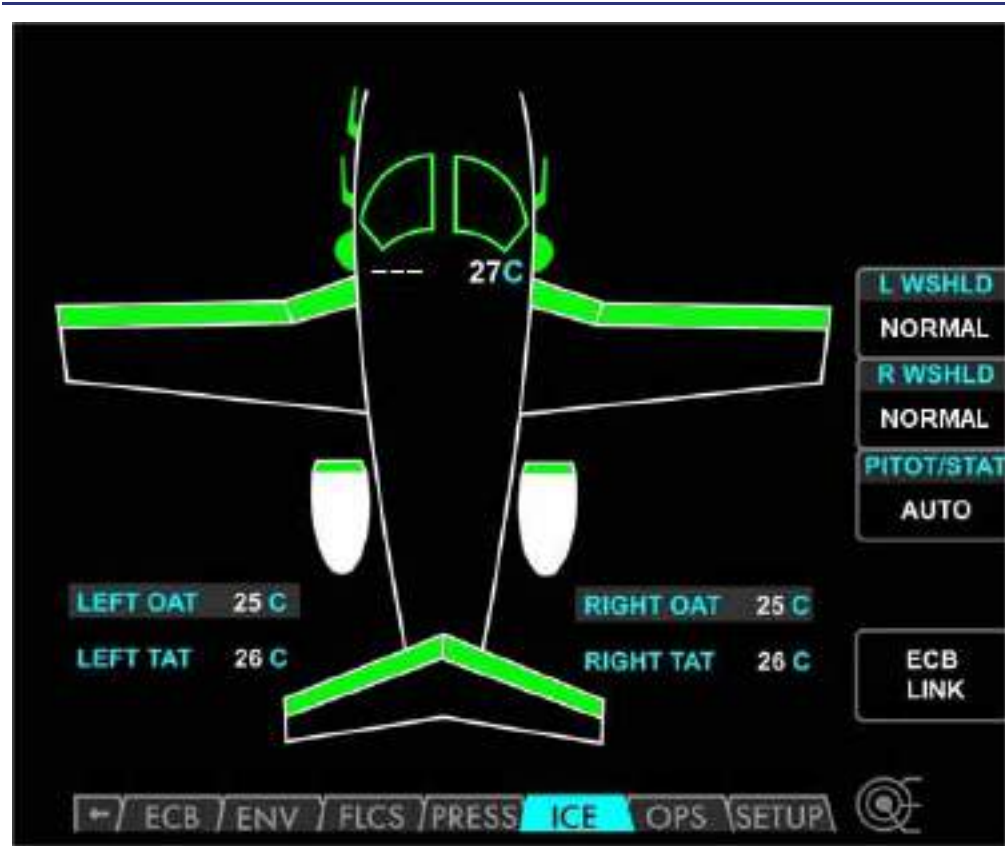 --- 27C
L WSHLD
NORMAL
R WSHLD
NORMAL
PITOT/STAT
AUTO
LEFT OAT 25 C
RIGHT OAT 25 C
LEFT TAT 26 C
RIGHT TAT 26 C
ECB
LINK
← ECB ENV FLCS PRESS ICE OPS SETUP